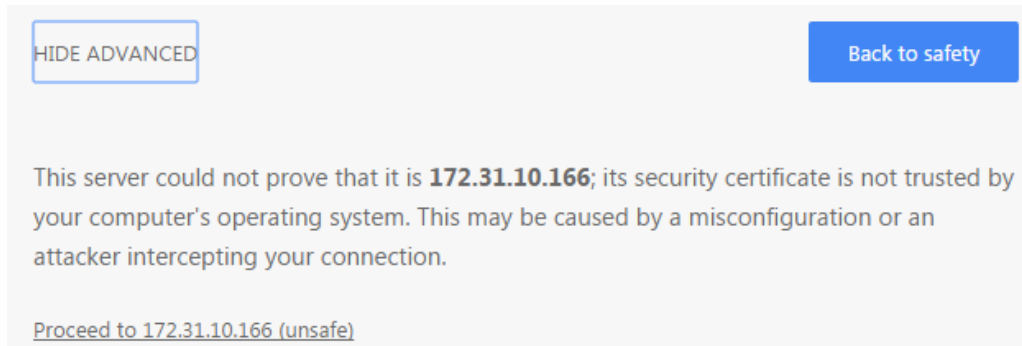 HIDE ADVANCED
Back to safety
This server could not prove that it is 172.31.10.166; its security certificate is not trusted by
your computer's operating system. This may be caused by a misconfiguration or an
attacker intercepting your connection.
Proceed to 172.31.10.166 (unsafe)